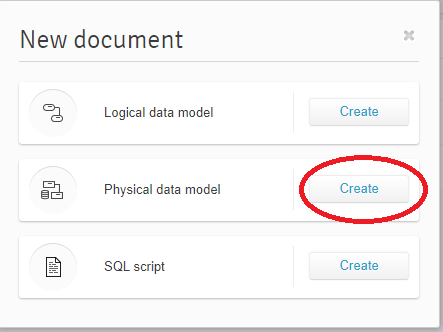 New document
Logical data model
Create
Physical data model
Create
SQL script
Create